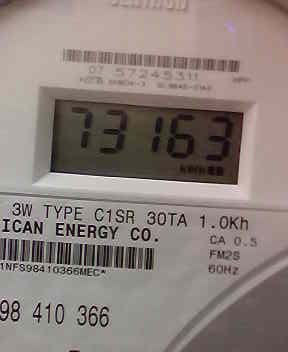 CENTRON
07 57245311
73163
3W TYPE C1SR 30TA 1.0Kh
ICAN ENERGY CO.
CA 0.5
FM2S
60Hz
1NFS98410366MEC*
98 410 366